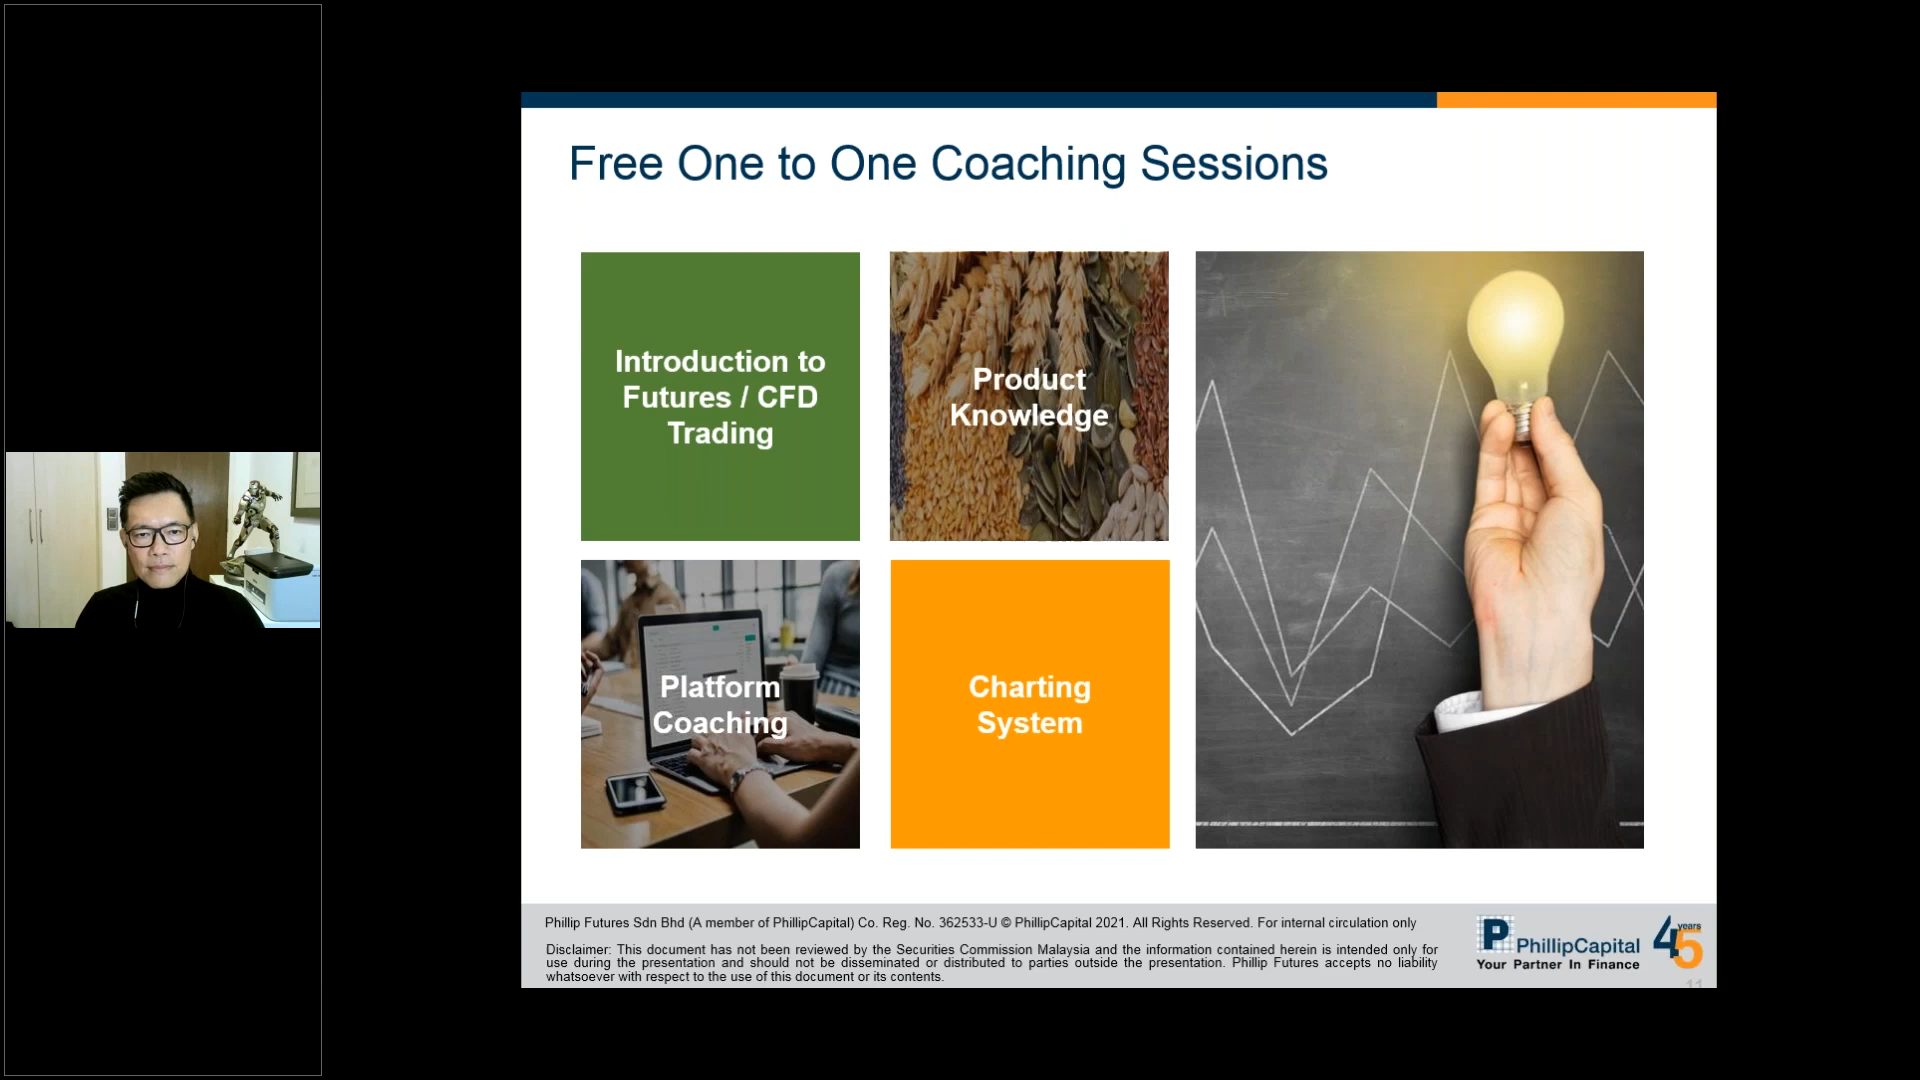 Free One to One Coaching Sessions
Introduction to
Futures / CFD
Trading
Product
Knowledge
Platform
Coaching
Charting
System
Phillip Futures Sdn Bhd (A member of PhillipCapital) Co. Reg. No. 362533-U © PhillipCapital 2021. All Rights Reserved. For internal circulation only
Disclaimer: This document has not been reviewed by the Securities Commission Malaysia and the information contained herein is intended only for
use during the presentation and should not be disseminated or distributed to parties outside the presentation. Phillip Futures accepts no liability
whatsoever with respect to the use of this document or its contents.
P PhillipCapital
Your Partner In Finance
45 years
11